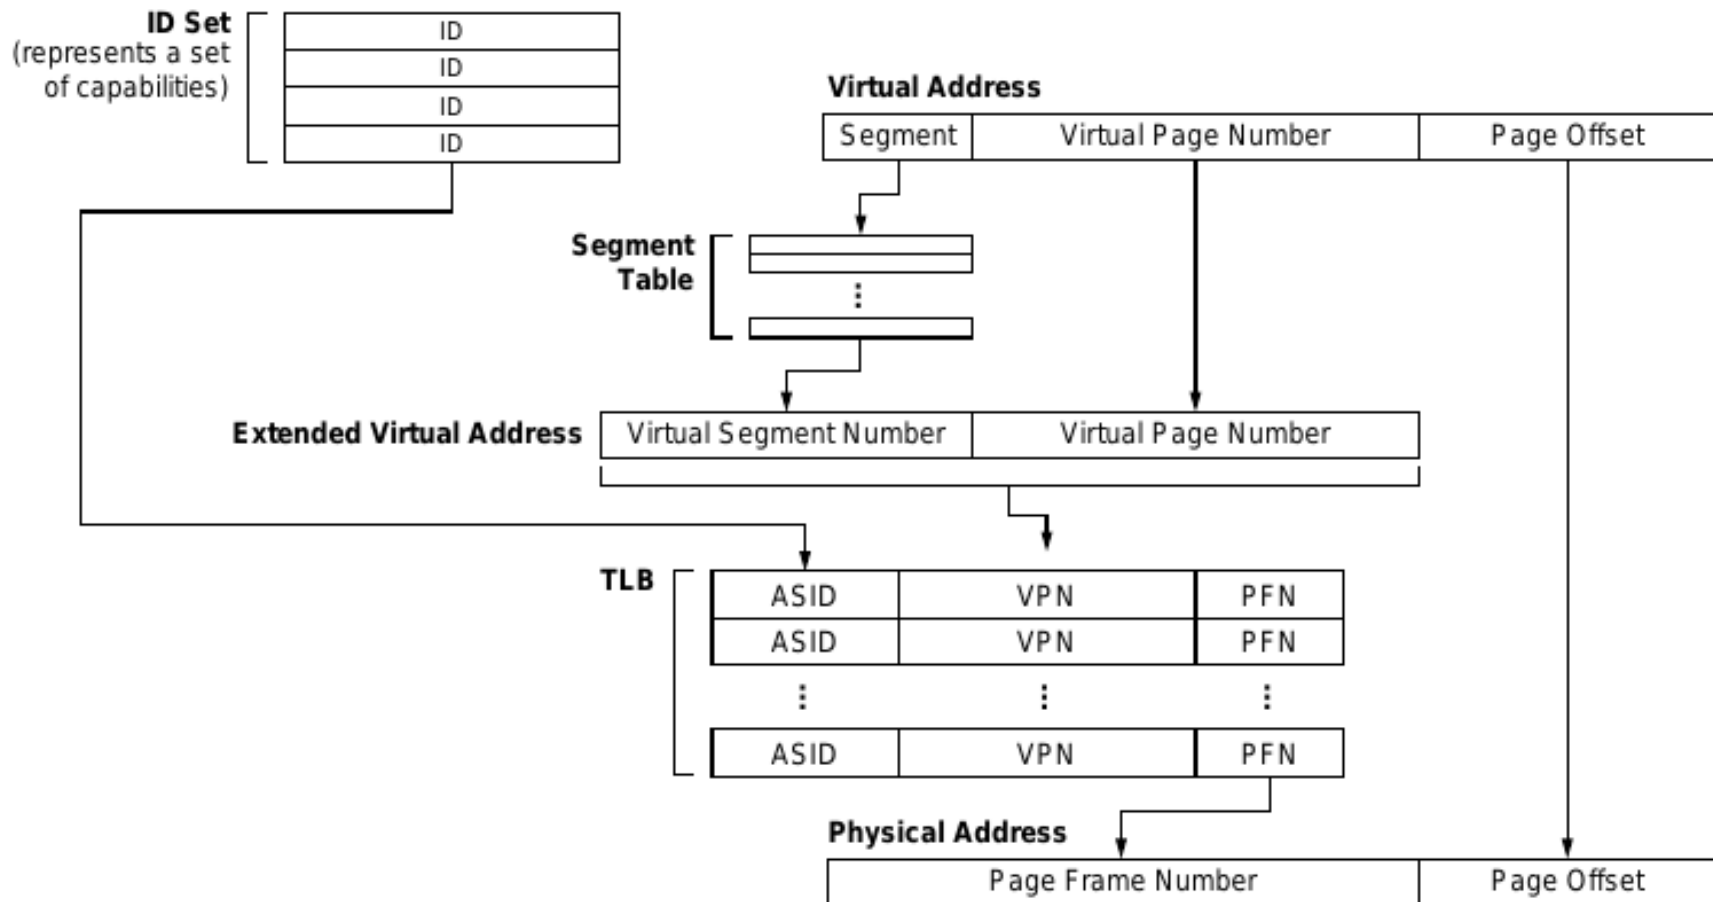 ID Set
(represents a set
of capabilities)
ID
ID
ID
ID
Virtual Address
Segment Virtual Page Number Page Offset
Segment
Table
Extended Virtual Address Virtual Segment Number Virtual Page Number
TLB
ASID VPN PFN
ASID VPN PFN
ASID VPN PFN
Physical Address
Page Frame Number Page Offset